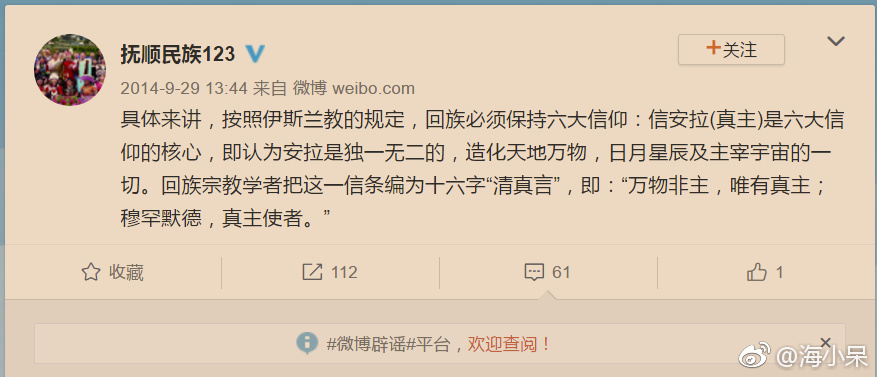 抚顺民族123
+关注
2014-9-29 13:44 来自 微博 weibo.com
具体来讲，按照伊斯兰教的规定，回族必须保持六大信仰：信安拉(真主)是六大信
仰的核心，即认为安拉是独一无二的，造化天地万物，日月星辰及主宰宇宙的一
切。回族宗教学者把这一信条编为十六字“清真言”，即：“万物非主，唯有真主；
穆罕默德，真主使者。”
收藏
112
61
1
#微博辟谣#平台，欢迎查阅！
@海小呆